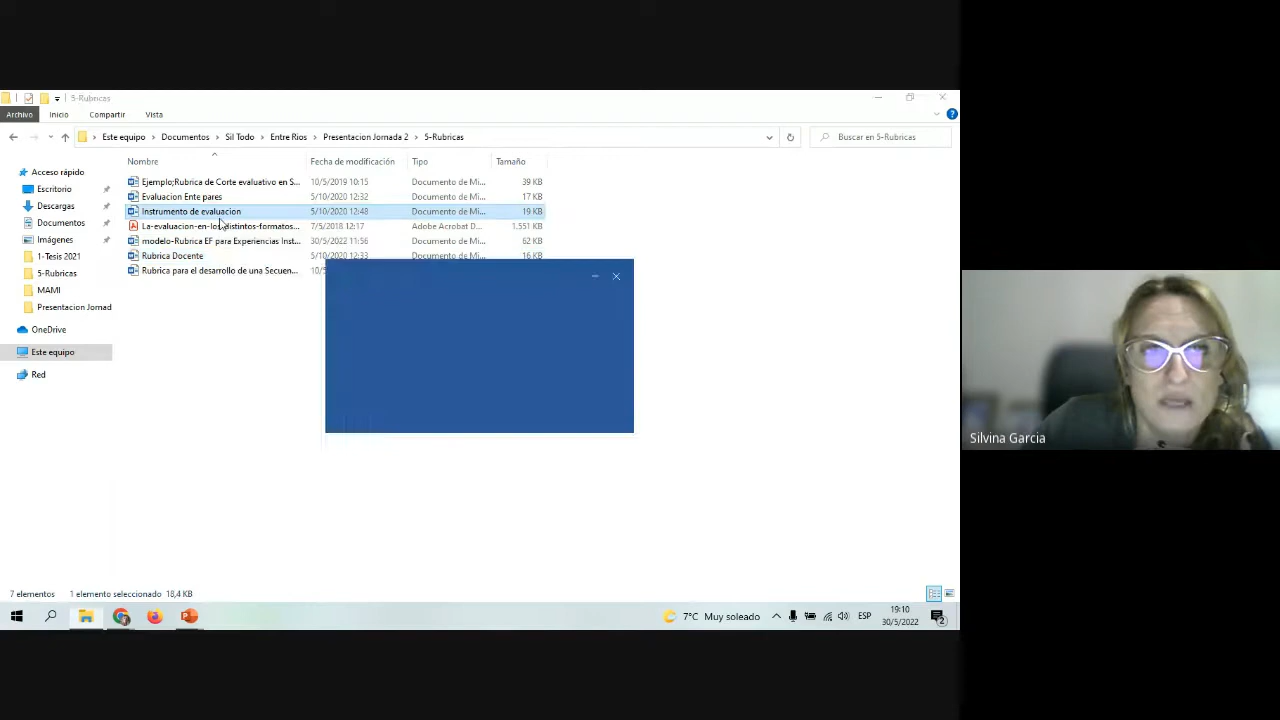 5-Rubricas
Archivo Inicio Compartir Vista
Este equipo Documentos Sil Todo Entre Rios Presentacion Jornada 2 5-Rubricas Buscar en 5-Rubricas
Nombre Fecha de modificación Tipo Tamaño
Acceso rápido
Escritorio
Descargas
Documentos
Imágenes
1-Tesis 2021
5-Rubricas
MAMI
Presentacion Jornad
OneDrive
Este equipo
Red
Ejemplo;Rubrica de Corte evaluativo en S... 10/5/2019 10:15 Documento de Mi... 39 KB
Evaluacion Ente pares 5/10/2020 12:32 Documento de Mi... 17 KB
Instrumento de evaluacion 5/10/2020 12:48 Documento de Mi... 19 KB
La-evaluacion-en-los-distintos-formatos... 7/5/2018 12:17 Adobe Acrobat D... 1.551 KB
modelo-Rubrica EF para Experiencias Inst... 30/5/2022 11:56 Documento de Mi... 62 KB
Rubrica Docente 5/10/2020 12:33 Documento de Mi... 16 KB
Rubrica para el desarrollo de una Secuen... 10/5
Silvina Garcia
7 elementos 1 elemento seleccionado 18,4 KB
7°C Muy soleado ESP 19:10
30/5/2022 2